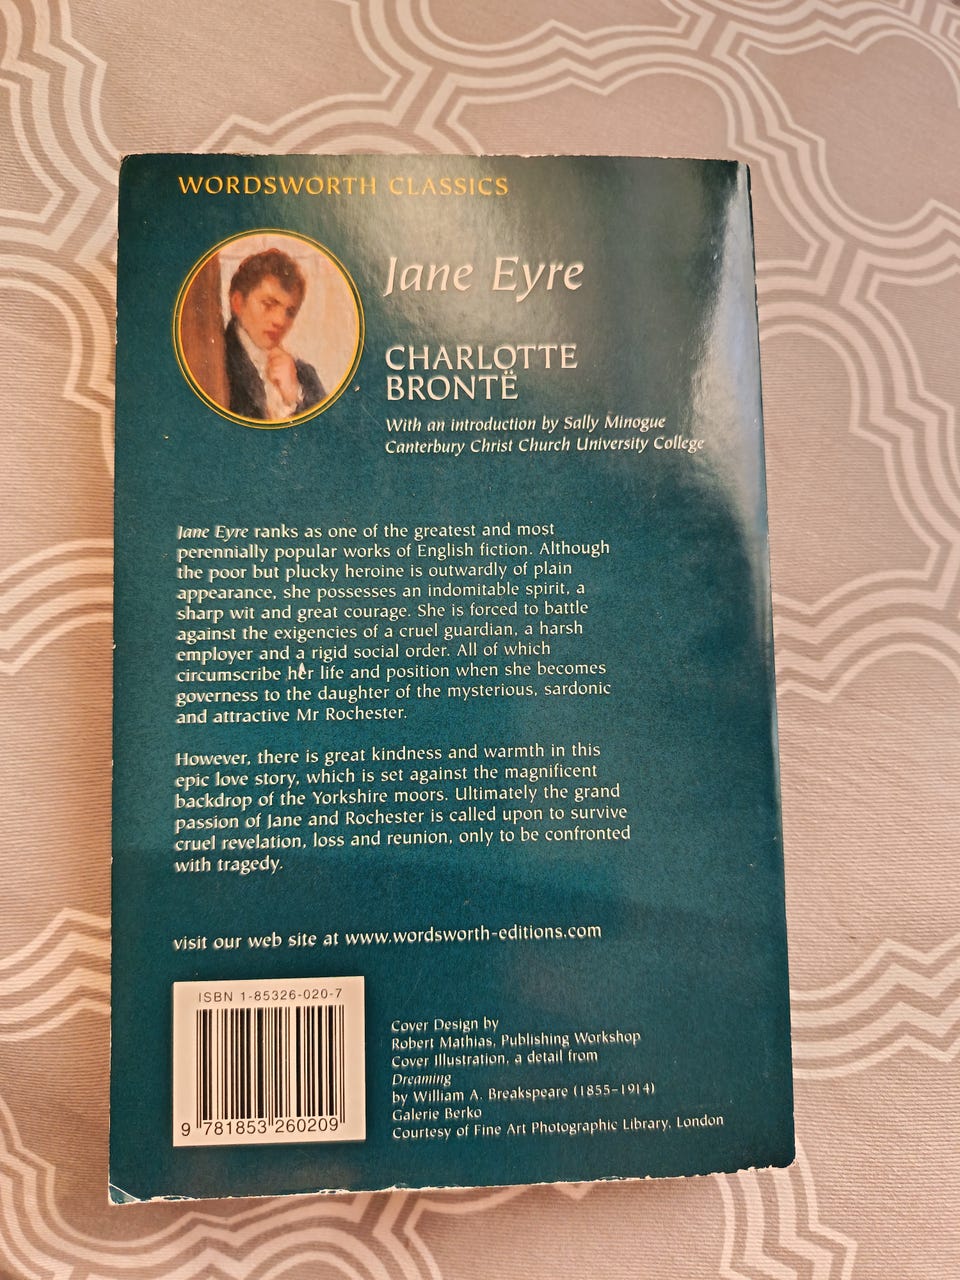 WORDSWORTH CLASSICS
Jane Eyre
CHARLOTTE
BRONTË
With an introduction by Sally Minogue
Canterbury Christ Church University College
Jane Eyre ranks as one of the greatest and most
perennially popular works of English fiction. Although
the poor but plucky heroine is outwardly of plain
appearance, she possesses an indomitable spirit, a
sharp wit and great courage. She is forced to battle
against the exigencies of a cruel guardian, a harsh
employer and a rigid social order. All of which
circumscribe her life and position when she becomes
governess to the daughter of the mysterious, sardonic
and attractive Mr Rochester.
However, there is great kindness and warmth in this
epic love story, which is set against the magnificent
backdrop of the Yorkshire moors. Ultimately the grand
passion of Jane and Rochester is called upon to survive
cruel revelation, loss and reunion, only to be confronted
with tragedy.
visit our web site at www.wordsworth-editions.com
ISBN 1-85326-020-7
9 781853 260209
Cover Design by
Robert Mathias, Publishing Workshop
Cover Illustration, a detail from
Dreaming
by William A. Breakspeare (1855–1914)
Galerie Berko
Courtesy of Fine Art Photographic Library, London